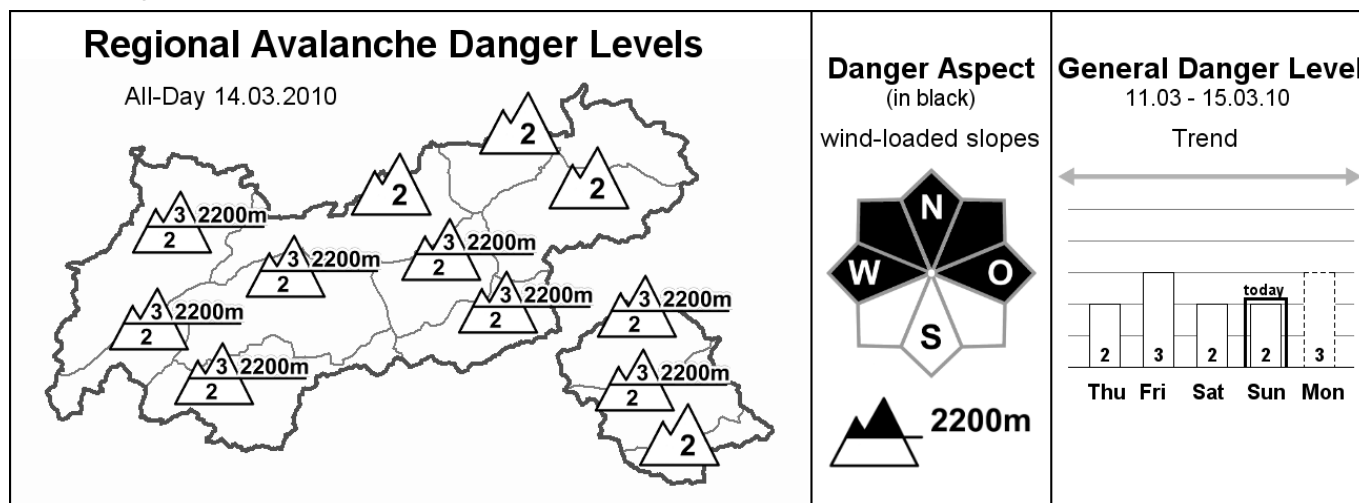 Regional Avalanche Danger Levels
All-Day 14.03.2010
2
2
2
3 2200m
2
3 2200m
2
3 2200m
2
3 2200m
2
3 2200m
2
3 2200m
2
3 2200m
2
3 2200m
2
2
Danger Aspect
(in black)
wind-loaded slopes
N
W
O
S
2200m
General Danger Level
11.03 - 15.03.10
Trend
today
2 3 2 2 3
Thu Fri Sat Sun Mon